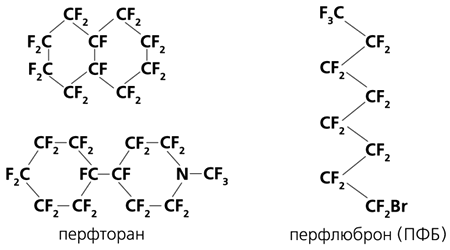 CF₂ CF₂
F₂C CF CF₂
F₂C CF CF₂
CF₂ CF₂
CF₂–CF₂ CF₂–CF₂
F₂C FC–CF N–CF₃
CF₂–CF₂ CF₂–CF₂
перфторан
F₃C
CF₂
CF₂
CF₂
CF₂
CF₂
CF₂
CF₂Br
перфлюброн (ПФБ)